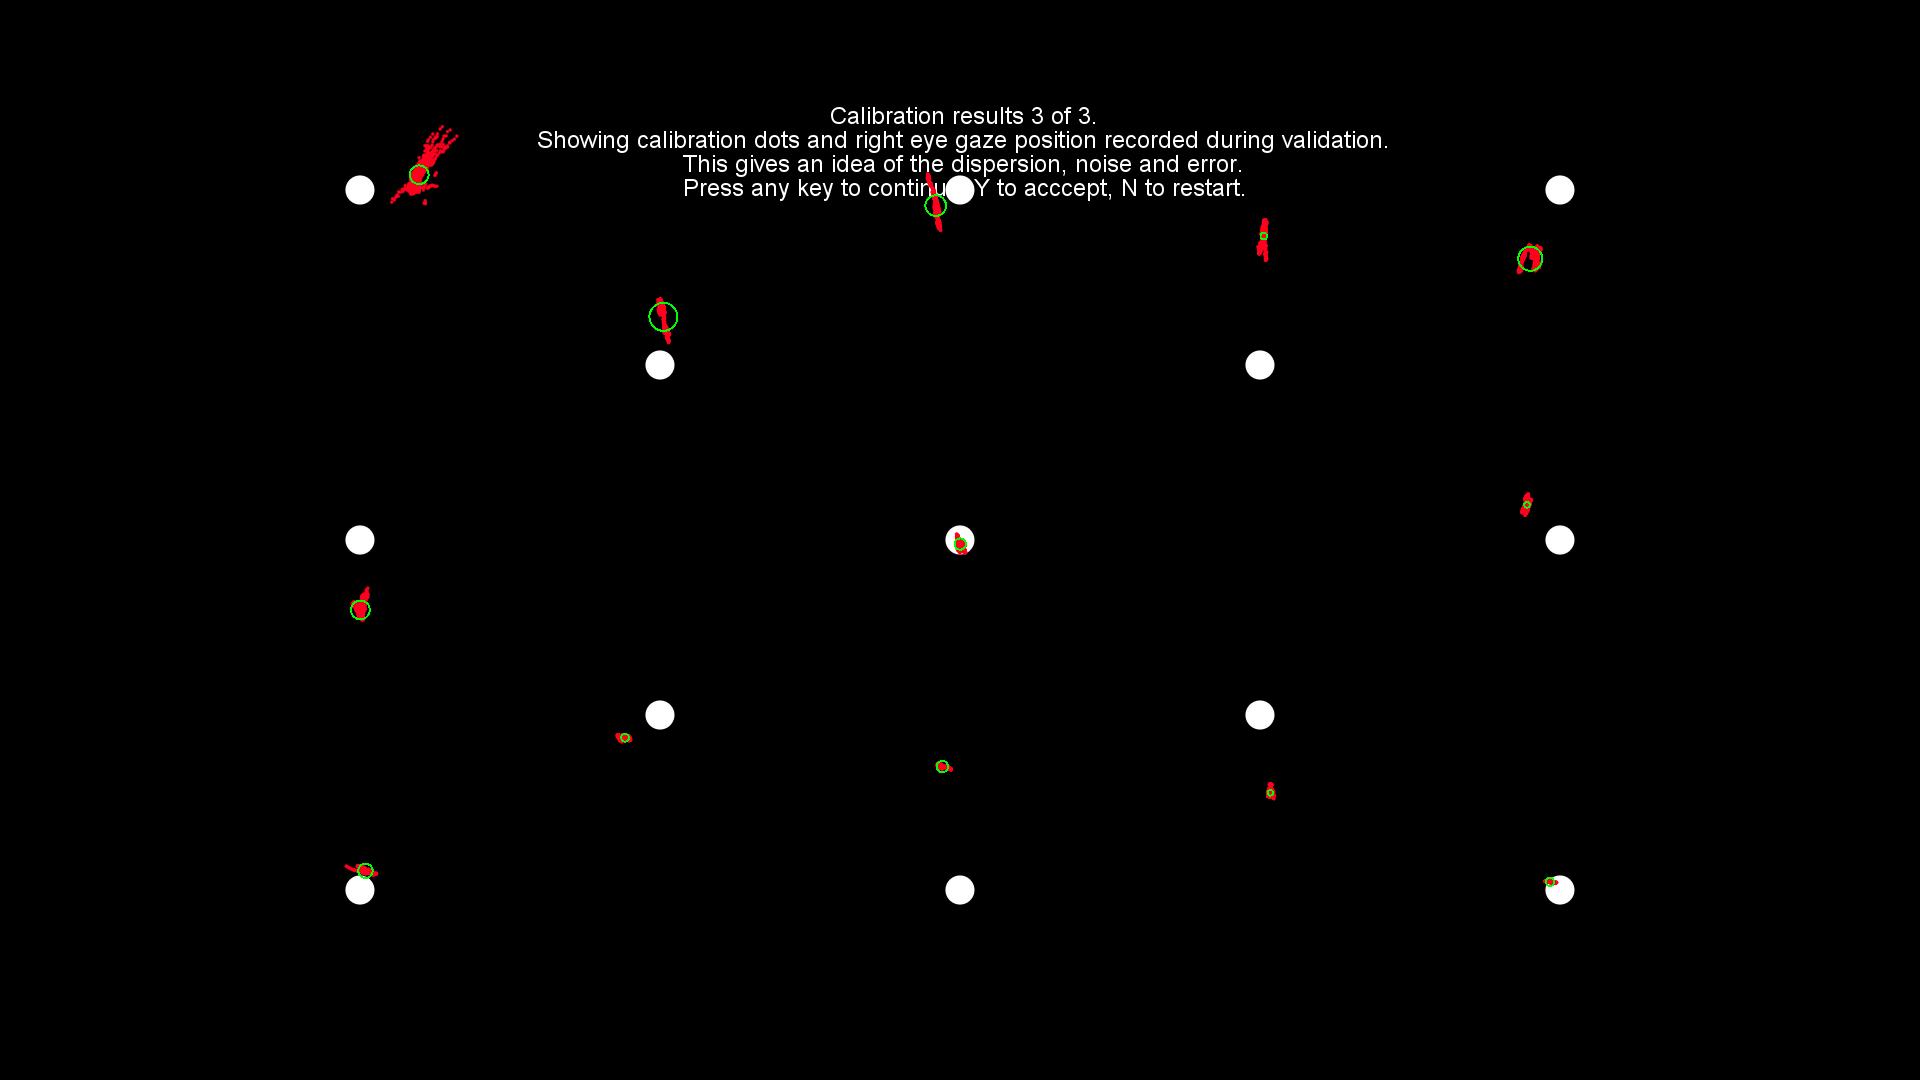 Calibration results 3 of 3.
Showing calibration dots and right eye gaze position recorded during validation.
This gives an idea of the dispersion, noise and error.
Press any key to continu Y to acccept, N to restart.